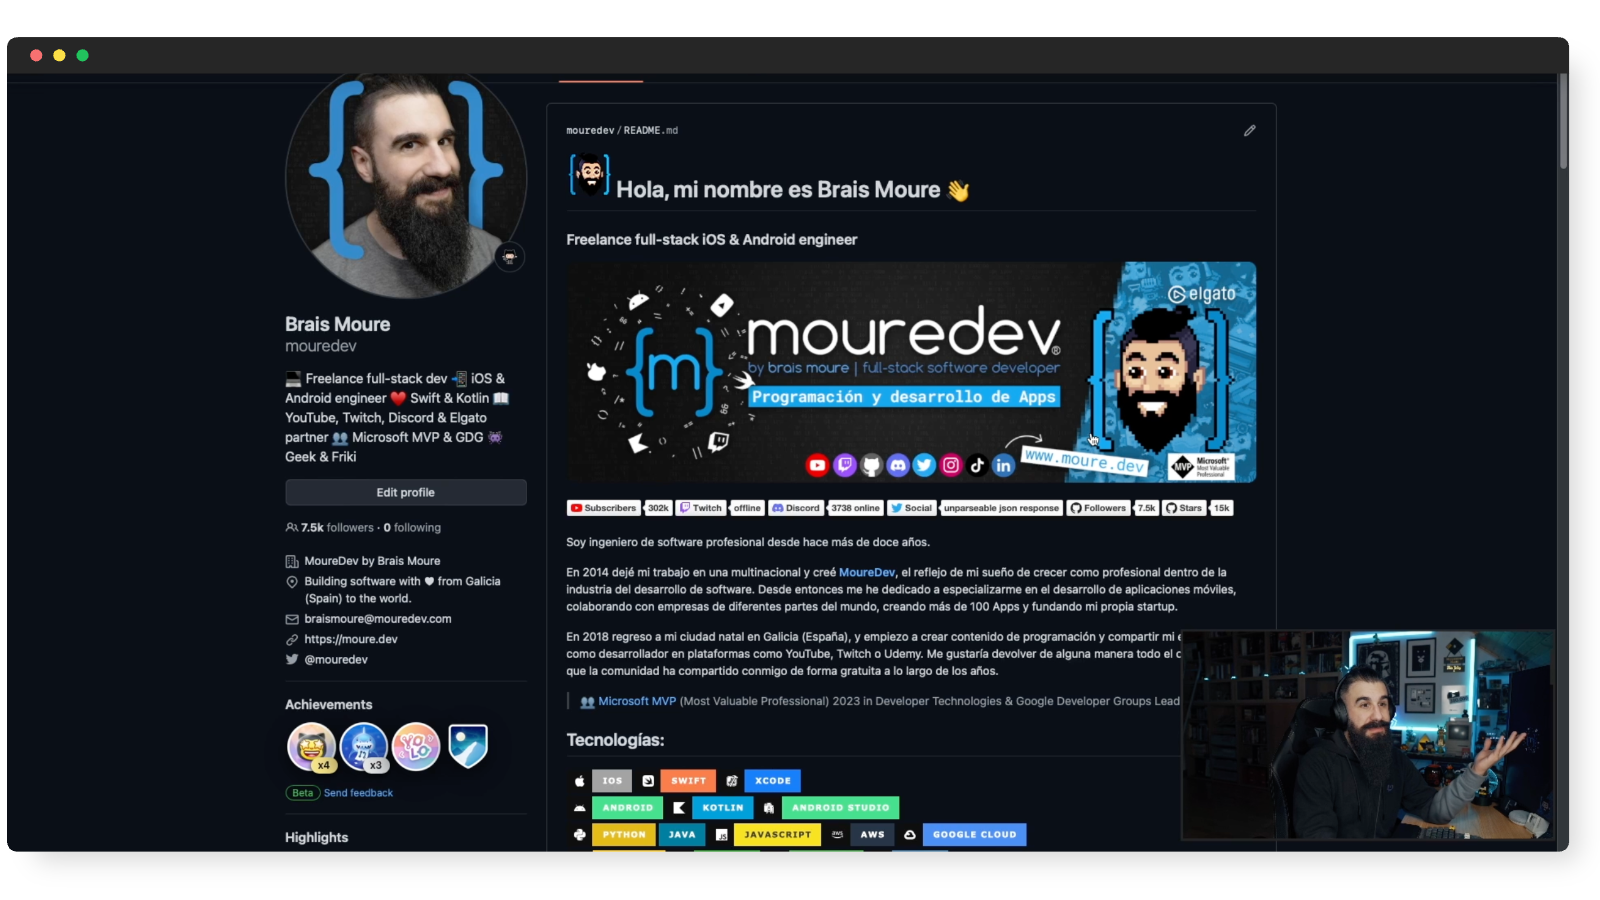 Brais Moure
mouredev
Freelance full-stack dev iOS &
Android engineer Swift & Kotlin
YouTube, Twitch, Discord & Elgato
partner Microsoft MVP & GDG
Geek & Friki
Edit profile
7.5k followers · 0 following
MoureDev by Brais Moure
Building software with from Galicia
(Spain) to the world.
braismoure@mouredev.com
https://moure.dev
@mouredev
Achievements
YOLO
x4
x3
Beta Send feedback
Highlights
mouredev / README.md
Hola, mi nombre es Brais Moure 👋
Freelance full-stack iOS & Android engineer
elgato
{m}
mouredev®
by brais moure | full-stack software developer
Programación y desarrollo de Apps
www.moure.dev
MVP Microsoft®
Most Valuable
Professional
Subscribers 302k Twitch offline Discord 3738 online Social unparseable json response Followers 7.5k Stars 15k
Soy ingeniero de software profesional desde hace más de doce años.
En 2014 dejé mi trabajo en una multinacional y creé MoureDev, el reflejo de mi sueño de crecer como profesional dentro de la
industria del desarrollo de software. Desde entonces me he dedicado a especializarme en el desarrollo de aplicaciones móviles,
colaborando con empresas de diferentes partes del mundo, creando más de 100 Apps y fundando mi propia startup.
En 2018 regreso a mi ciudad natal en Galicia (España), y empiezo a crear contenido de programación y compartir mi e
como desarrollador en plataformas como YouTube, Twitch o Udemy. Me gustaría devolver de alguna manera todo el c
que la comunidad ha compartido conmigo de forma gratuita a lo largo de los años.
Microsoft MVP (Most Valuable Professional) 2023 in Developer Technologies & Google Developer Groups Lead
Tecnologías:
IOS SWIFT XCODE
ANDROID KOTLIN ANDROID STUDIO
PYTHON JAVA JS JAVASCRIPT aws AWS GOOGLE CLOUD